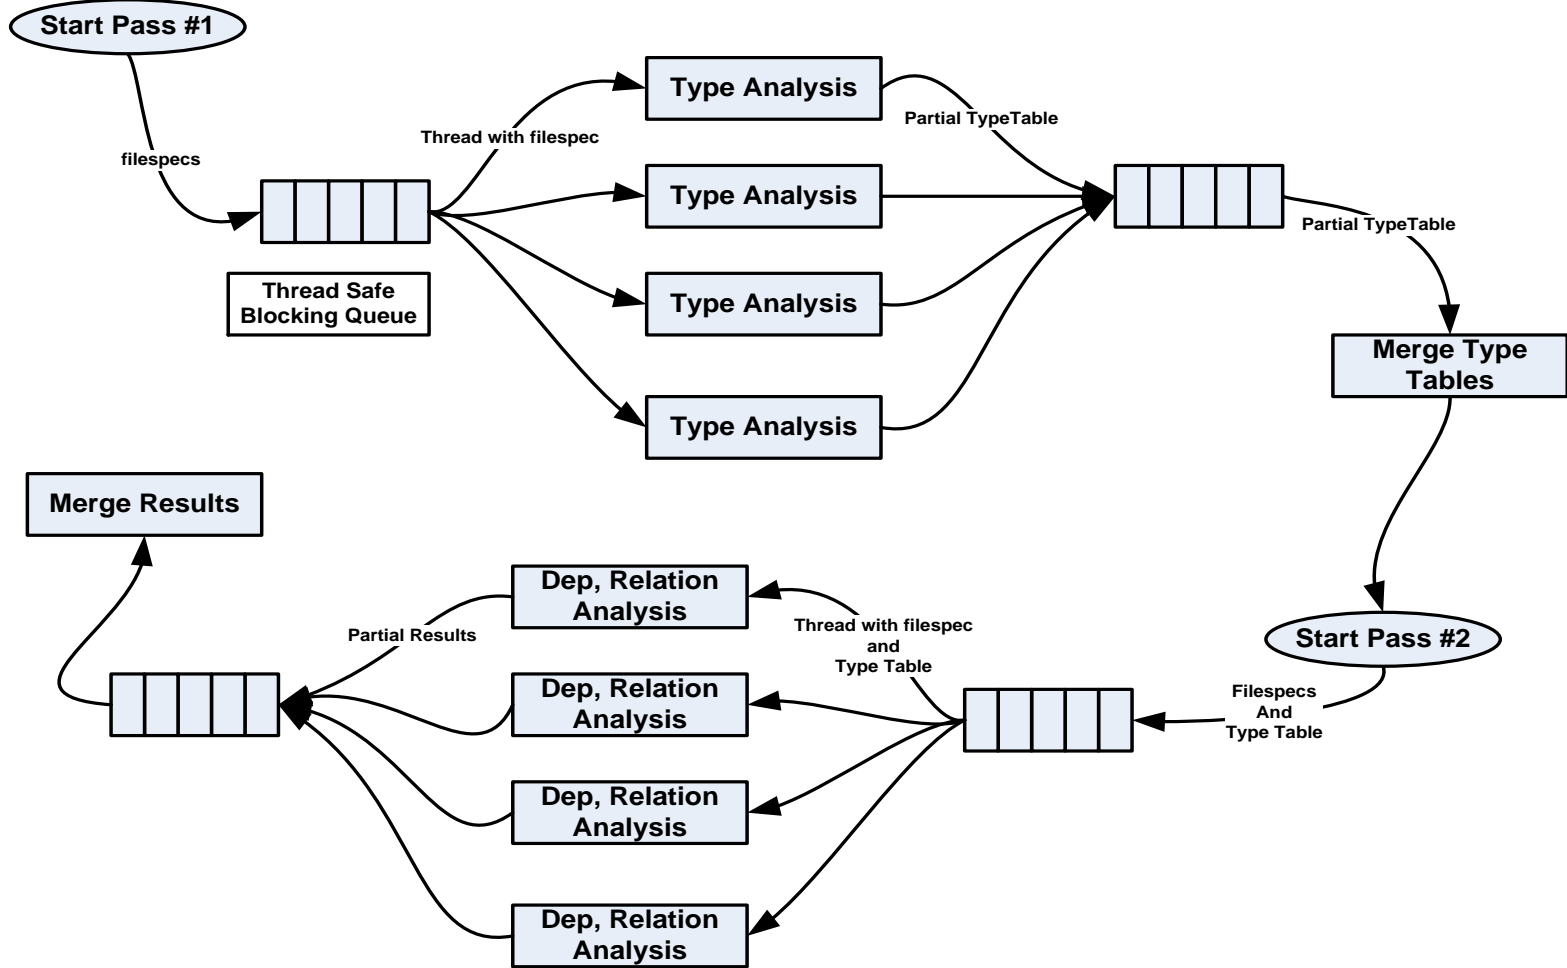 Start Pass #1
filespecs
Thread with filespec
Type Analysis
Partial TypeTable
Type Analysis
Type Analysis
Type Analysis
Thread Safe
Blocking Queue
Partial TypeTable
Merge Type
Tables
Start Pass #2
Filespecs
And
Type Table
Thread with filespec
and
Type Table
Dep, Relation
Analysis
Dep, Relation
Analysis
Dep, Relation
Analysis
Dep, Relation
Analysis
Partial Results
Merge Results